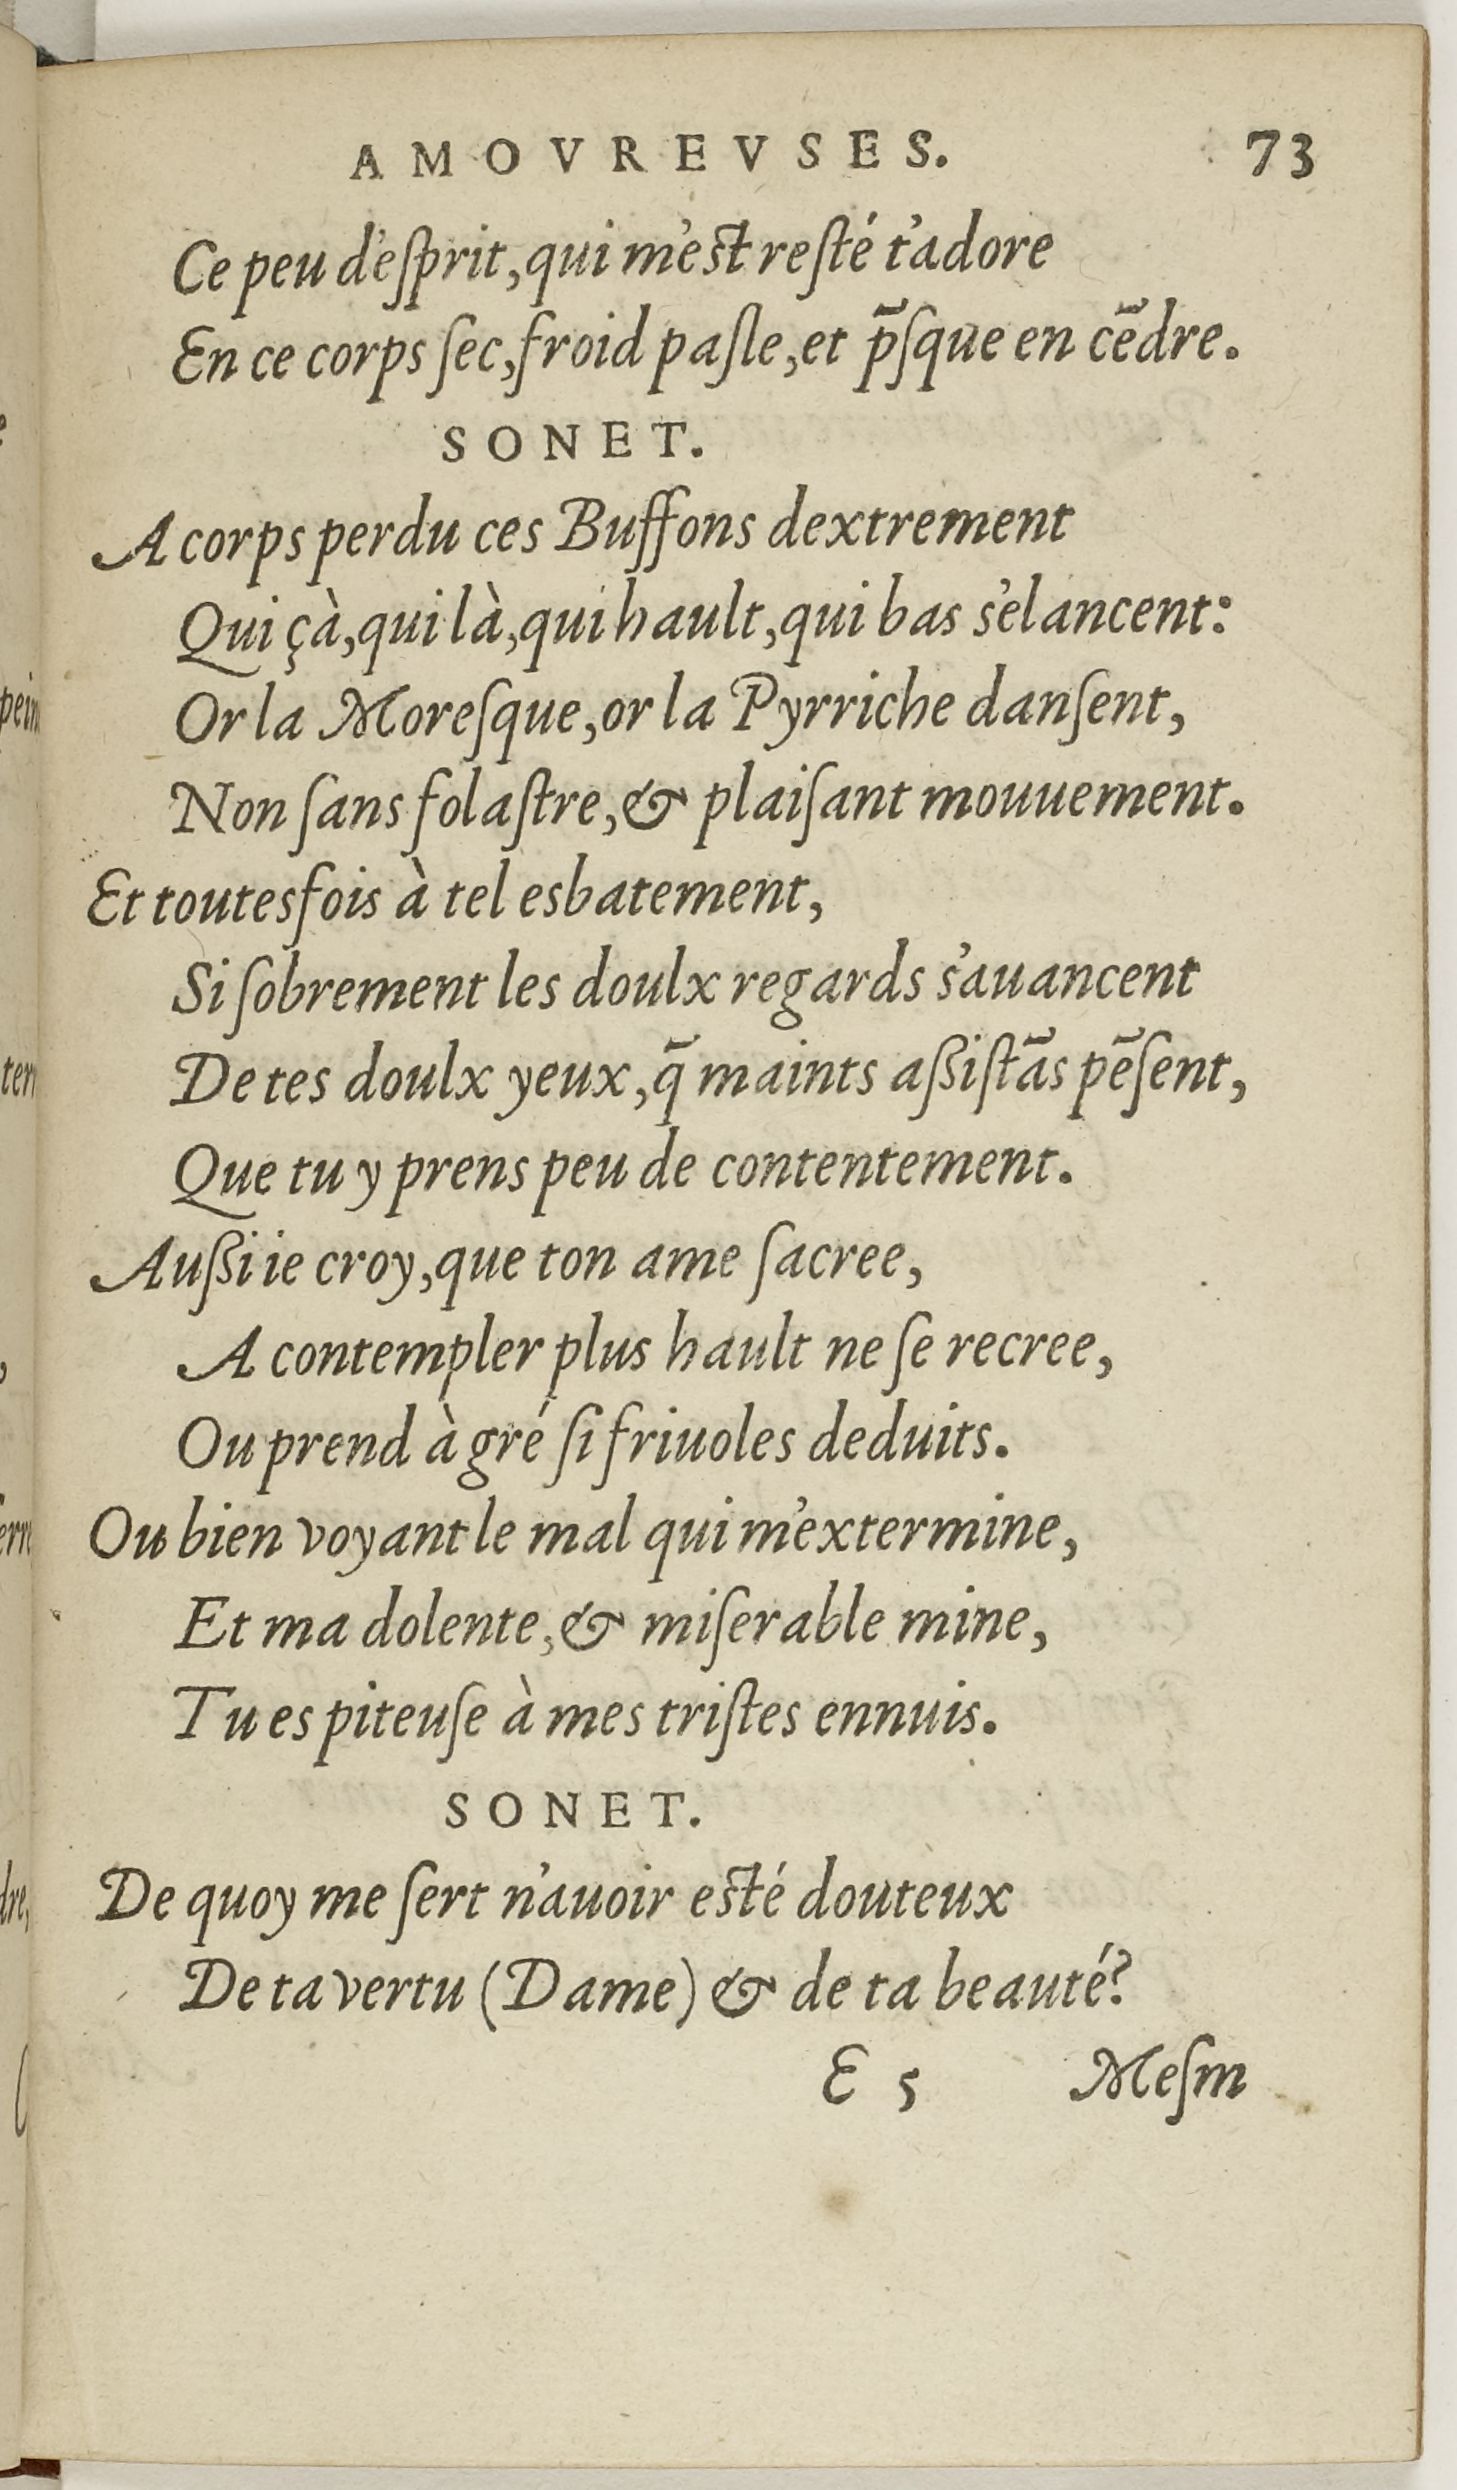 AMOVREVSES. 73
Ce peu d'eſprit, qui m'eſt reſté t'adore
En ce corps ſec, froid paſle, et p̄ſque en cēdre.
SONET.
A corps perdu ces Buffons dextrement
Qui çà, qui là, qui hault, qui bas s'elancent:
Or la Moreſque, or la Pyrriche danſent,
Non ſans folaſtre, & plaiſant mouuement.
Et toutesfois à tel esbatement,
Si ſobrement les doulx regards s'auancent
De tes doulx yeux, q̄ maints aßiſtās pēſent,
Que tu y prens peu de contentement.
Außi ie croy, que ton ame ſacree,
A contempler plus hault ne ſe recree,
Ou prend à gré ſi friuoles deduits.
Ou bien voyant le mal qui m'extermine,
Et ma dolente, & miſerable mine,
Tu es piteuſe à mes triſtes ennuis.
SONET.
De quoy me ſert n'auoir eſté douteux
De ta vertu (Dame) & de ta beauté?
E 5 Meſm